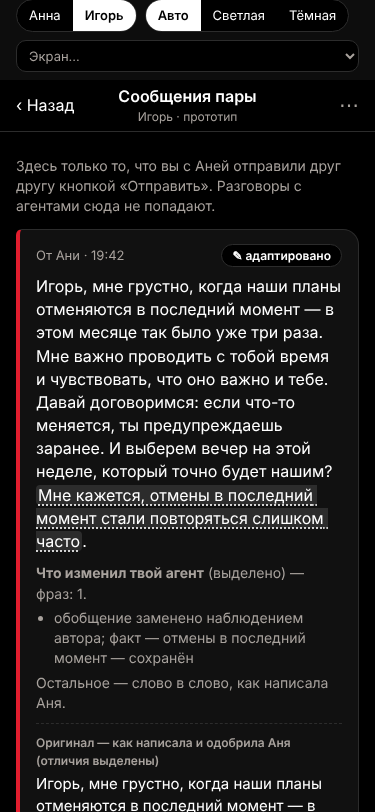 Анна Игорь Авто Светлая Тёмная
Экран...
‹ Назад Сообщения пары ···
Игорь · прототип
Здесь только то, что вы с Аней отправили друг
другу кнопкой «Отправить». Разговоры с
агентами сюда не попадают.
От Ани · 19:42 ✎ адаптировано
Игорь, мне грустно, когда наши планы
отменяются в последний момент — в
этом месяце так было уже три раза.
Мне важно проводить с тобой время
и чувствовать, что оно важно и тебе.
Давай договоримся: если что-то
меняется, ты предупреждаешь
заранее. И выберем вечер на этой
неделе, который точно будет нашим?
Мне кажется, отмены в последний
момент стали повторяться слишком
часто.
Что изменил твой агент (выделено) —
фраз: 1.
• обобщение заменено наблюдением
автора; факт — отмены в последний
момент — сохранён
Остальное — слово в слово, как написала
Аня.
Оригинал — как написала и одобрила Аня
(отличия выделены)
Игорь, мне грустно, когда наши планы
отменяются в последний момент — в